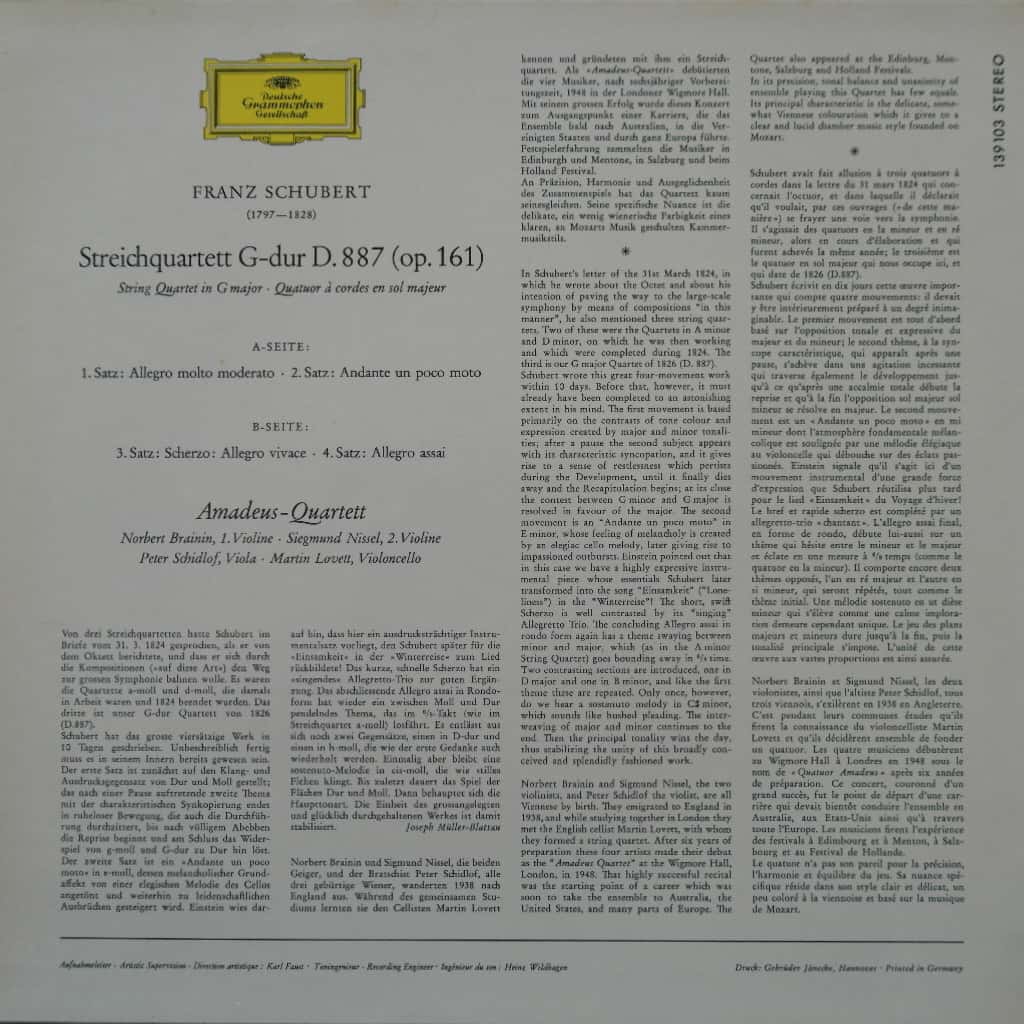 Deutsche
Grammophon
Gesellschaft
FRANZ SCHUBERT
(1797—1828)
Streichquartett G-dur D. 887 (op. 161)
String Quartet in G major · Quatuor à cordes en sol majeur
A-SEITE:
1. Satz: Allegro molto moderato · 2. Satz: Andante un poco moto
B-SEITE:
3. Satz: Scherzo: Allegro vivace · 4. Satz: Allegro assai
Amadeus-Quartett
Norbert Brainin, 1. Violine · Siegmund Nissel, 2. Violine
Peter Schidlof, Viola · Martin Lovett, Violoncello
Von drei Streichquartetten hatte Schubert im
Briefe vom 31. 3. 1824 gesprochen, als er von
dem Oktett berichtete, und dass er sich durch
die Kompositionen (»auf diese Art«) den Weg
zur grossen Symphonie bahnen wolle. Es waren
die Quartette a-moll und d-moll, die damals
in Arbeit waren und 1824 beendet wurden. Das
dritte ist unser G-dur Quartett von 1826
(D.887).
Schubert hat das grosse viersätzige Werk in
10 Tagen geschrieben. Unbeschreiblich fertig
muss es in seinem Innern bereits gewesen sein.
Der erste Satz ist zunächst auf den Klang- und
Ausdrucksgegensatz von Dur und Moll gestellt;
das nach einer Pause auftretende zweite Thema
mit der charakteristischen Synkopierung endet
in ruheloser Bewegung, die auch die Durchfüh-
rung durchzittert, bis nach völligem Abebben
die Reprise beginnt und am Schluss das Wider-
spiel von g-moll und G-dur zu Dur hin löst.
Der zweite Satz ist ein »Andante un poco
moto« in e-moll, dessen melancholischer Grund-
affekt von einer elegischen Melodie des Cellos
angetönt und weiterhin zu leidenschaftlichen
Ausbrüchen gesteigert wird. Einstein wies dar-
auf hin, dass hier ein ausdrucksträchtiger Instru-
mentalsatz vorliegt, den Schubert später für die
»Einsamkeit« in der »Winterreise« zum Lied
rückbildete! Das kurze, schnelle Scherzo hat ein
»singendes« Allegretto-Trio zur guten Ergän-
zung. Das abschliessende Allegro assai in Rondo-
form hat wieder ein zwischen Moll und Dur
pendelndes Thema, das im ⁶/₈-Takt (wie im
Streichquartett a-moll) losfährt. Es entlässt aus
sich noch zwei Gegensätze, einen in D-dur und
einen in h-moll, die wie der erste Gedanke auch
wiederholt werden. Einmalig aber bleibt eine
sostenuto-Melodie in cis-moll, die wie stilles
Flehen klingt. Bis zuletzt dauert das Spiel der
Flächen Dur und Moll. Dann behauptet sich die
Hauptonart. Die Einheit des grossangelegten
und glücklich durchgehaltenen Werkes ist damit
stabilisiert. Joseph Müller-Blattau
Norbert Brainin und Sigmund Nissel, die beiden
Geiger, und der Bratschist Peter Schidlof, alle
drei gebürtige Wiener, wanderten 1938 nach
England aus. Während des gemeinsamen Stu-
diums lernten sie den Cellisten Martin Lovett
kennen und gründeten mit ihm ein Streich-
quartett. Als »Amadeus-Quartett« debütierten
die vier Musiker, nach sechsjähriger Vorberei-
tungszeit, 1948 in der Londoner Wigmore Hall.
Mit seinem grossen Erfolg wurde dieses Konzert
zum Ausgangspunkt einer Karriere, die das
Ensemble bald nach Australien, in die Ver-
einigten Staaten und durch ganz Europa führte.
Festspielerfahrung sammelten die Musiker in
Edinburgh und Mentone, in Salzburg und beim
Holland Festival.
An Präzision, Harmonie und Ausgeglichenheit
des Zusammenspiels hat das Quartett kaum
seinesgleichen. Seine spezifische Nuance ist die
delikate, ein wenig wienerische Farbigkeit eines
klaren, an Mozarts Musik geschulten Kammer-
musikstils.
*
In Schubert's letter of the 31st March 1824, in
which he wrote about the Octet and about his
intention of paving the way to the large-scale
symphony by means of compositions "in this
manner", he also mentioned three string quar-
tets. Two of these were the Quartets in A minor
and D minor, on which he was then working
and which were completed during 1824. The
third is our G major Quartet of 1826 (D. 887).
Schubert wrote this great four-movement work
within 10 days. Before that, however, it must
already have been completed to an astonishing
extent in his mind. The first movement is based
primarily on the contrasts of tone colour and
expression created by major and minor tonali-
ties; after a pause the second subject appears
with its characteristic syncopation, and it gives
rise to a sense of restlessness which persists
during the Development, until it finally dies
away and the Recapitulation begins; at its close
the contest between G minor and G major is
resolved in favour of the major. The second
movement is an "Andante un poco moto" in
E minor, whose feeling of melancholy is created
by an elegiac cello melody, later giving rise to
impassioned outbursts. Einstein pointed out that
in this case we have a highly expressive instru-
mental piece whose essentials Schubert later
transformed into the song "Einsamkeit" ("Lone-
liness") in the "Winterreise"! The short, swift
Scherzo is well contrasted by its "singing"
Allegretto Trio. The concluding Allegro assai in
rondo form again has a theme swaying between
minor and major, which (as in the A minor
String Quartet) goes bounding away in ⁶/₈ time.
Two contrasting sections are introduced, one in
D major and one in B minor, and like the first
theme these are repeated. Only once, however,
do we hear a sostenuto melody in C♯ minor,
which sounds like hushed pleading. The inter-
weaving of major and minor continues to the
end. Then the principal tonality wins the day,
thus stabilizing the unity of this broadly con-
ceived and splendidly fashioned work.
Norbert Brainin and Sigmund Nissel, the two
violinists, and Peter Schidlof the violist, are all
Viennese by birth. They emigrated to England in
1938, and while studying together in London they
met the English cellist Martin Lovett, with whom
they formed a string quartet. After six years of
preparation these four artists made their debut
as the "Amadeus Quartet" at the Wigmore Hall,
London, in 1948. That highly successful recital
was the starting point of a career which was
soon to take the ensemble to Australia, the
United States, and many parts of Europe. The
Quartet also appeared at the Edinburg, Men-
tone, Salzburg and Holland Festivals.
In its precision, tonal balance and unanimity of
ensemble playing this Quartet has few equals.
Its principal characteristic is the delicate, some-
what Viennese colouration which it gives to a
clear and lucid chamber music style founded on
Mozart.
*
Schubert avait fait allusion à trois quatuors à
cordes dans la lettre du 31 mars 1824 qui con-
cernait l'octuor, et dans laquelle il déclarait
qu'il voulait, par ces ouvrages (»de cette ma-
nière«) se frayer une voie vers la symphonie.
Il s'agissait des quatuors en la mineur et en ré
mineur, alors en cours d'élaboration et qui
furent achevés la même année; le troisième est
le quatuor en sol majeur qui nous occupe ici, et
qui date de 1826 (D.887).
Schubert écrivit en dix jours cette œuvre impor-
tante qui compte quatre mouvements: il devait
y être intérieurement préparé à un degré inima-
ginable. Le premier mouvement est tout d'abord
basé sur l'opposition tonale et expressive du
majeur et du mineur; le second thème, à la syn-
cope caractéristique, qui apparaît après une
pause, s'achève dans une agitation incessante
qui traverse également le développement jus-
qu'à ce qu'après une accalmie totale débute la
reprise et qu'à la fin l'opposition sol majeur sol
mineur se résolve en majeur. Le second mouve-
ment est un «Andante un poco moto» en mi
mineur dont l'atmosphère fondamentale mélan-
colique est soulignée par une mélodie élégiaque
au violoncelle qui débouche sur des éclats pas-
sionnés. Einstein signale qu'il s'agit ici d'un
mouvement instrumental d'une grande force
d'expression que Schubert réutilisa plus tard
pour le lied «Einsamkeit» du Voyage d'hiver!
Le bref et rapide scherzo est complété par un
allegretto-trio «chantant». L'allegro assai final,
en forme de rondo, débute lui-aussi sur un
thème qui hésite entre le mineur et le majeur
et éclate en une mesure à ⁶/₈ temps (comme le
quatuor en la mineur). Il comporte encore deux
thèmes opposés, l'un en ré majeur et l'autre en
si mineur, qui seront répétés, tout comme le
thème initial. Une mélodie sostenuto en ut dièse
mineur qui s'élève comme une calme implora-
tion demeure cependant unique. Le jeu des plans
majeurs et mineurs dure jusqu'à la fin, puis la
tonalité principale s'impose. L'unité de cette
œuvre aux vastes proportions est ainsi assurée.
Norbert Brainin et Sigmund Nissel, les deux
violonistes, ainsi que l'altiste Peter Schidlof, tous
trois viennois, s'exilèrent en 1938 en Angleterre.
C'est pendant leurs communes études qu'ils
firent la connaissance du violoncelliste Martin
Lovett et qu'ils décidèrent ensemble de fonder
un quatuor. Les quatre musiciens débutèrent
au Wigmore Hall à Londres en 1948 sous le
nom de «Quatuor Amadeus» après six années
de préparation. Ce concert, couronné d'un
grand succès, fut le point de départ d'une car-
rière qui devait bientôt conduire l'ensemble en
Australie, aux Etats-Unis ainsi qu'à travers
toute l'Europe. Les musiciens firent l'expérience
des festivals à Edimbourg et à Menton, à Salz-
bourg et au Festival de Hollande.
Le quatuor n'a pas son pareil pour la précision,
l'harmonie et équilibre du jeu. Sa nuance spé-
cifique réside dans son style clair et délicat, un
peu coloré à la viennoise et basé sur la musique
de Mozart.
139 103 STEREO
Aufnahmeleiter · Artistic Supervision · Direction artistique: Karl Faust · Toningenieur · Recording Engineer · Ingénieur du son: Heinz Wildhagen
Druck: Gebrüder Jänecke, Hannover · Printed in Germany